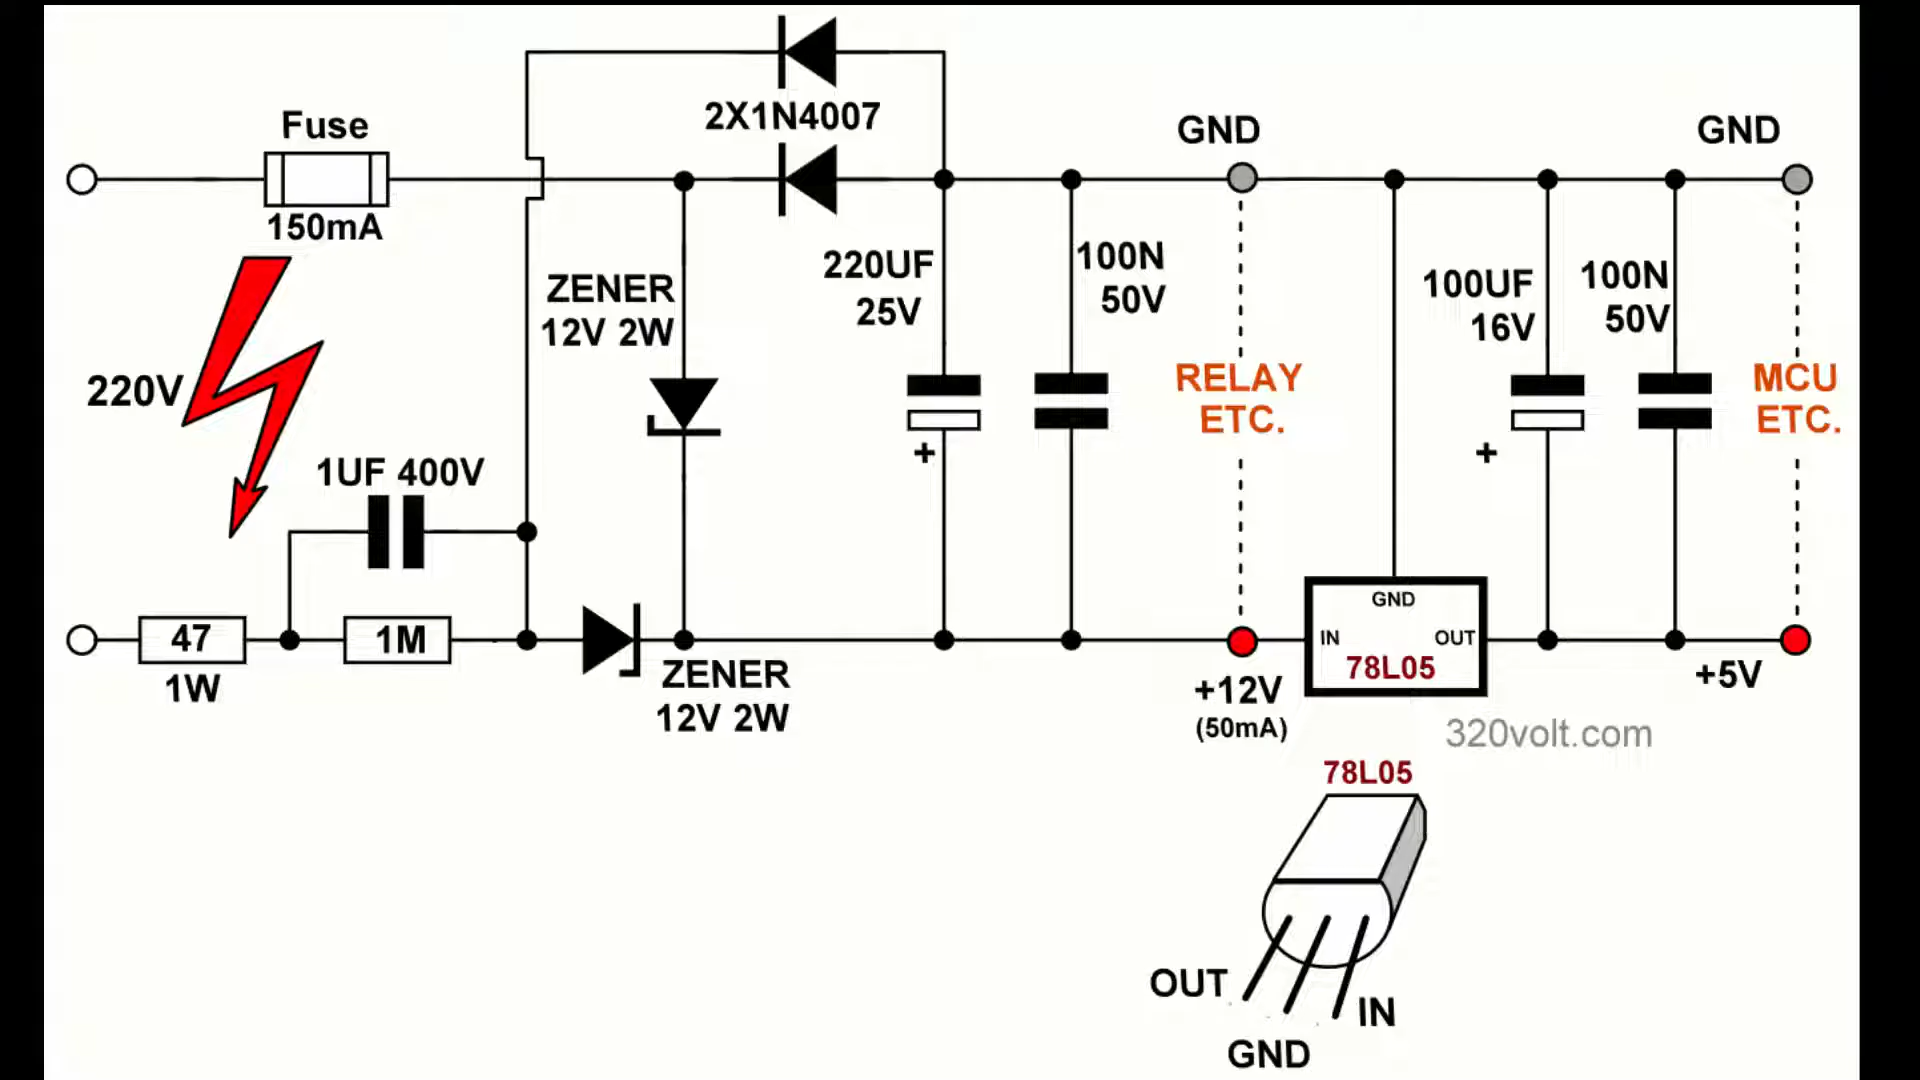 2X1N4007
Fuse
150mA
GND
GND
ZENER
12V 2W
220UF
25V
100N
50V
100UF
16V
100N
50V
220V
RELAY
ETC.
MCU
ETC.
+
+
1UF 400V
47
1W
1M
ZENER
12V 2W
+12V
(50mA)
GND
IN
OUT
78L05
+5V
320volt.com
78L05
OUT
GND
IN